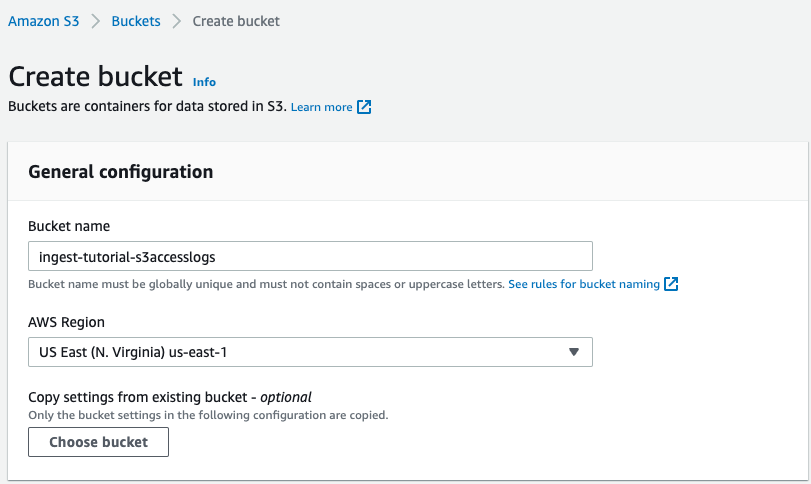 Amazon S3 > Buckets > Create bucket
Create bucket Info
Buckets are containers for data stored in S3. Learn more
General configuration
Bucket name
ingest-tutorial-s3accesslogs
Bucket name must be globally unique and must not contain spaces or uppercase letters. See rules for bucket naming
AWS Region
US East (N. Virginia) us-east-1
Copy settings from existing bucket - optional
Only the bucket settings in the following configuration are copied.
Choose bucket